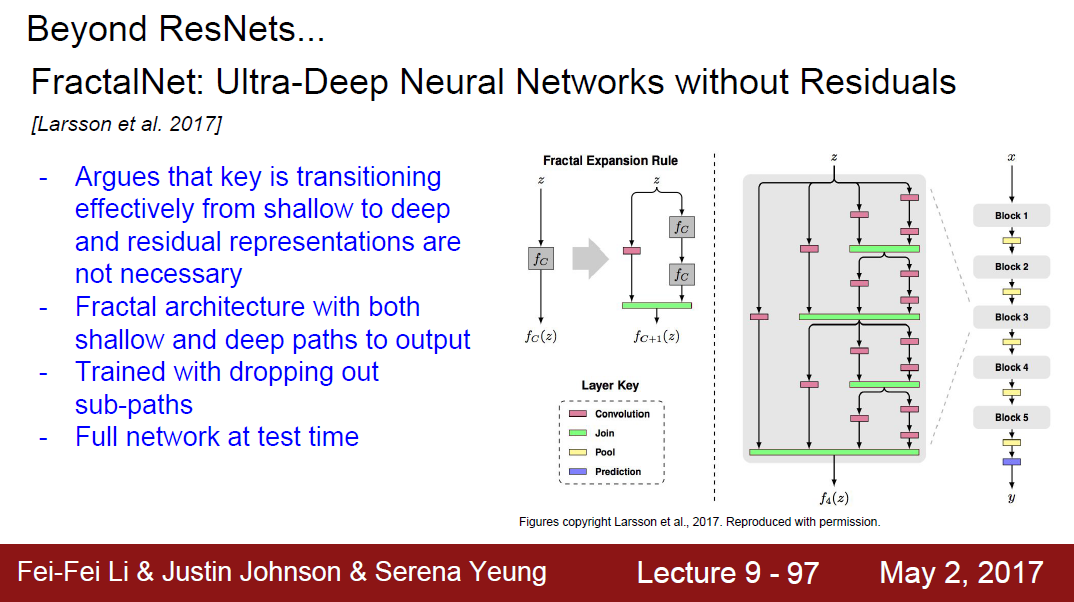 Beyond ResNets...
FractalNet: Ultra-Deep Neural Networks without Residuals
[Larsson et al. 2017]
- Argues that key is transitioning
effectively from shallow to deep
and residual representations are
not necessary
- Fractal architecture with both
shallow and deep paths to output
- Trained with dropping out
sub-paths
- Full network at test time
Fractal Expansion Rule
z
z
f_C
f_C
f_C
f_C(z)
f_{C+1}(z)
Layer Key
Convolution
Join
Pool
Prediction
z
f_4(z)
x
Block 1
Block 2
Block 3
Block 4
Block 5
y
Figures copyright Larsson et al., 2017. Reproduced with permission.
Fei-Fei Li & Justin Johnson & Serena Yeung
Lecture 9 - 97
May 2, 2017